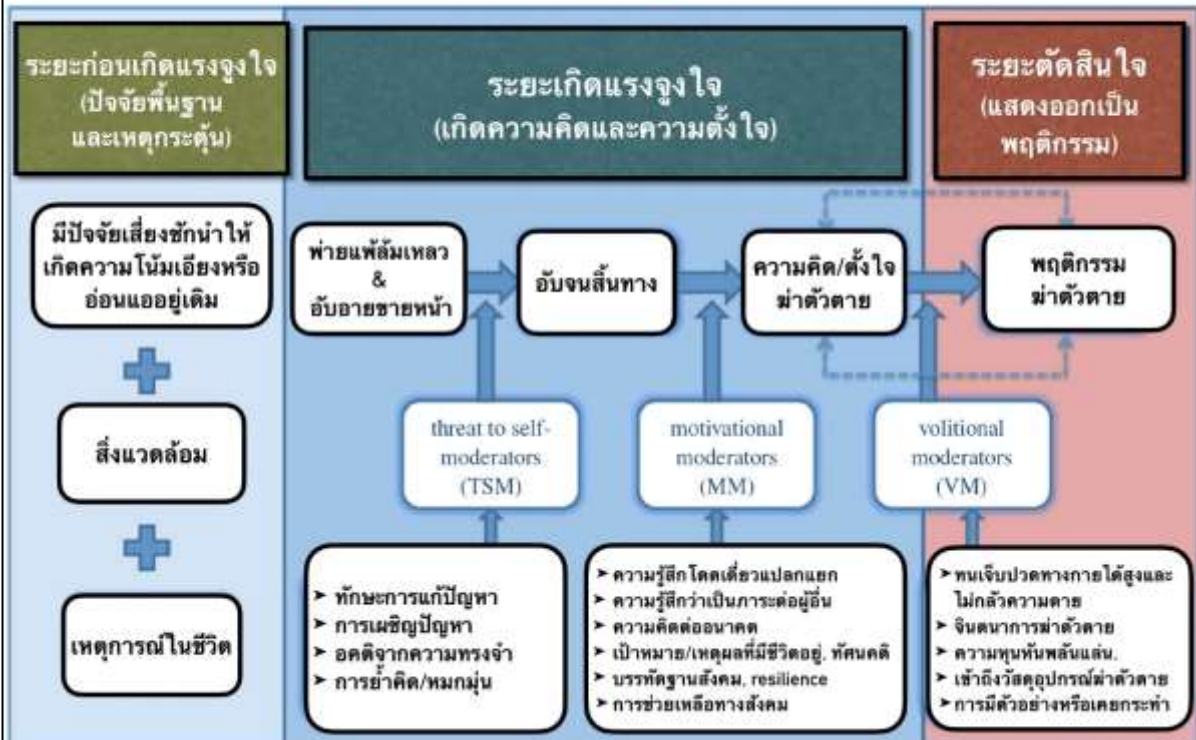 ระยะก่อนเกิดแรงจูงใจ
(ปัจจัยพื้นฐาน
และเหตุกระตุ้น)
ระยะเกิดแรงจูงใจ
(เกิดความคิดและความตั้งใจ)
ระยะตัดสินใจ
(แสดงออกเป็น
พฤติกรรม)
มีปัจจัยเสี่ยงชักนำให้
เกิดความโน้มเอียงหรือ
อ่อนแออยู่เดิม
สิ่งแวดล้อม
เหตุการณ์ในชีวิต
พ่ายแพ้ล้มเหลว
&
อับอายขายหน้า
อับจนสิ้นทาง
ความคิด/ตั้งใจ
ฆ่าตัวตาย
พฤติกรรม
ฆ่าตัวตาย
threat to self-
moderators
(TSM)
motivational
moderators
(MM)
volitional
moderators
(VM)
➤ ทักษะการแก้ปัญหา
➤ การเผชิญปัญหา
➤ อคติจากความทรงจำ
➤ การย้ำคิด/หมกมุ่น
➤ ความรู้สึกโดดเดี่ยวแปลกแยก
➤ ความรู้สึกว่าเป็นภาระต่อผู้อื่น
➤ ความคิดต่ออนาคต
➤ เป้าหมาย/เหตุผลที่มีชีวิตอยู่, ทัศนคติ
➤ บรรทัดฐานสังคม, resilience
➤ การช่วยเหลือทางสังคม
➤ ทนเจ็บปวดทางกายได้สูงและ
ไม่กลัวความตาย
➤ จินตนาการฆ่าตัวตาย
➤ ความหุนหันพลันแล่น,
➤ เข้าถึงวัสดุอุปกรณ์ฆ่าตัวตาย
➤ การมีตัวอย่างหรือเคยกระทำ